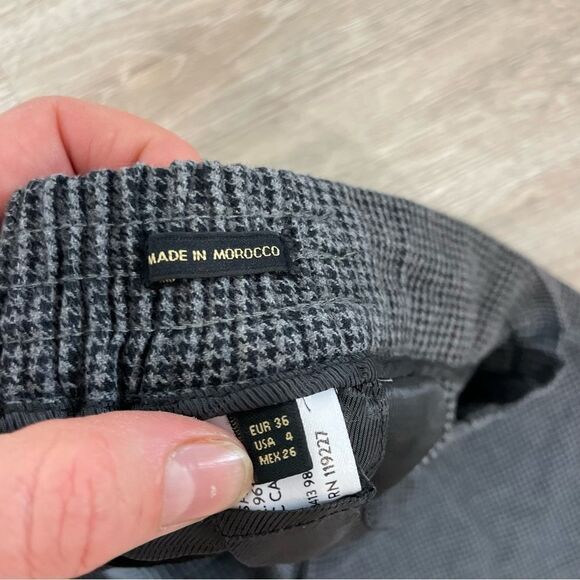 MADE IN MOROCCO
EUR 36
USA 4
MEX 26
RN 119227